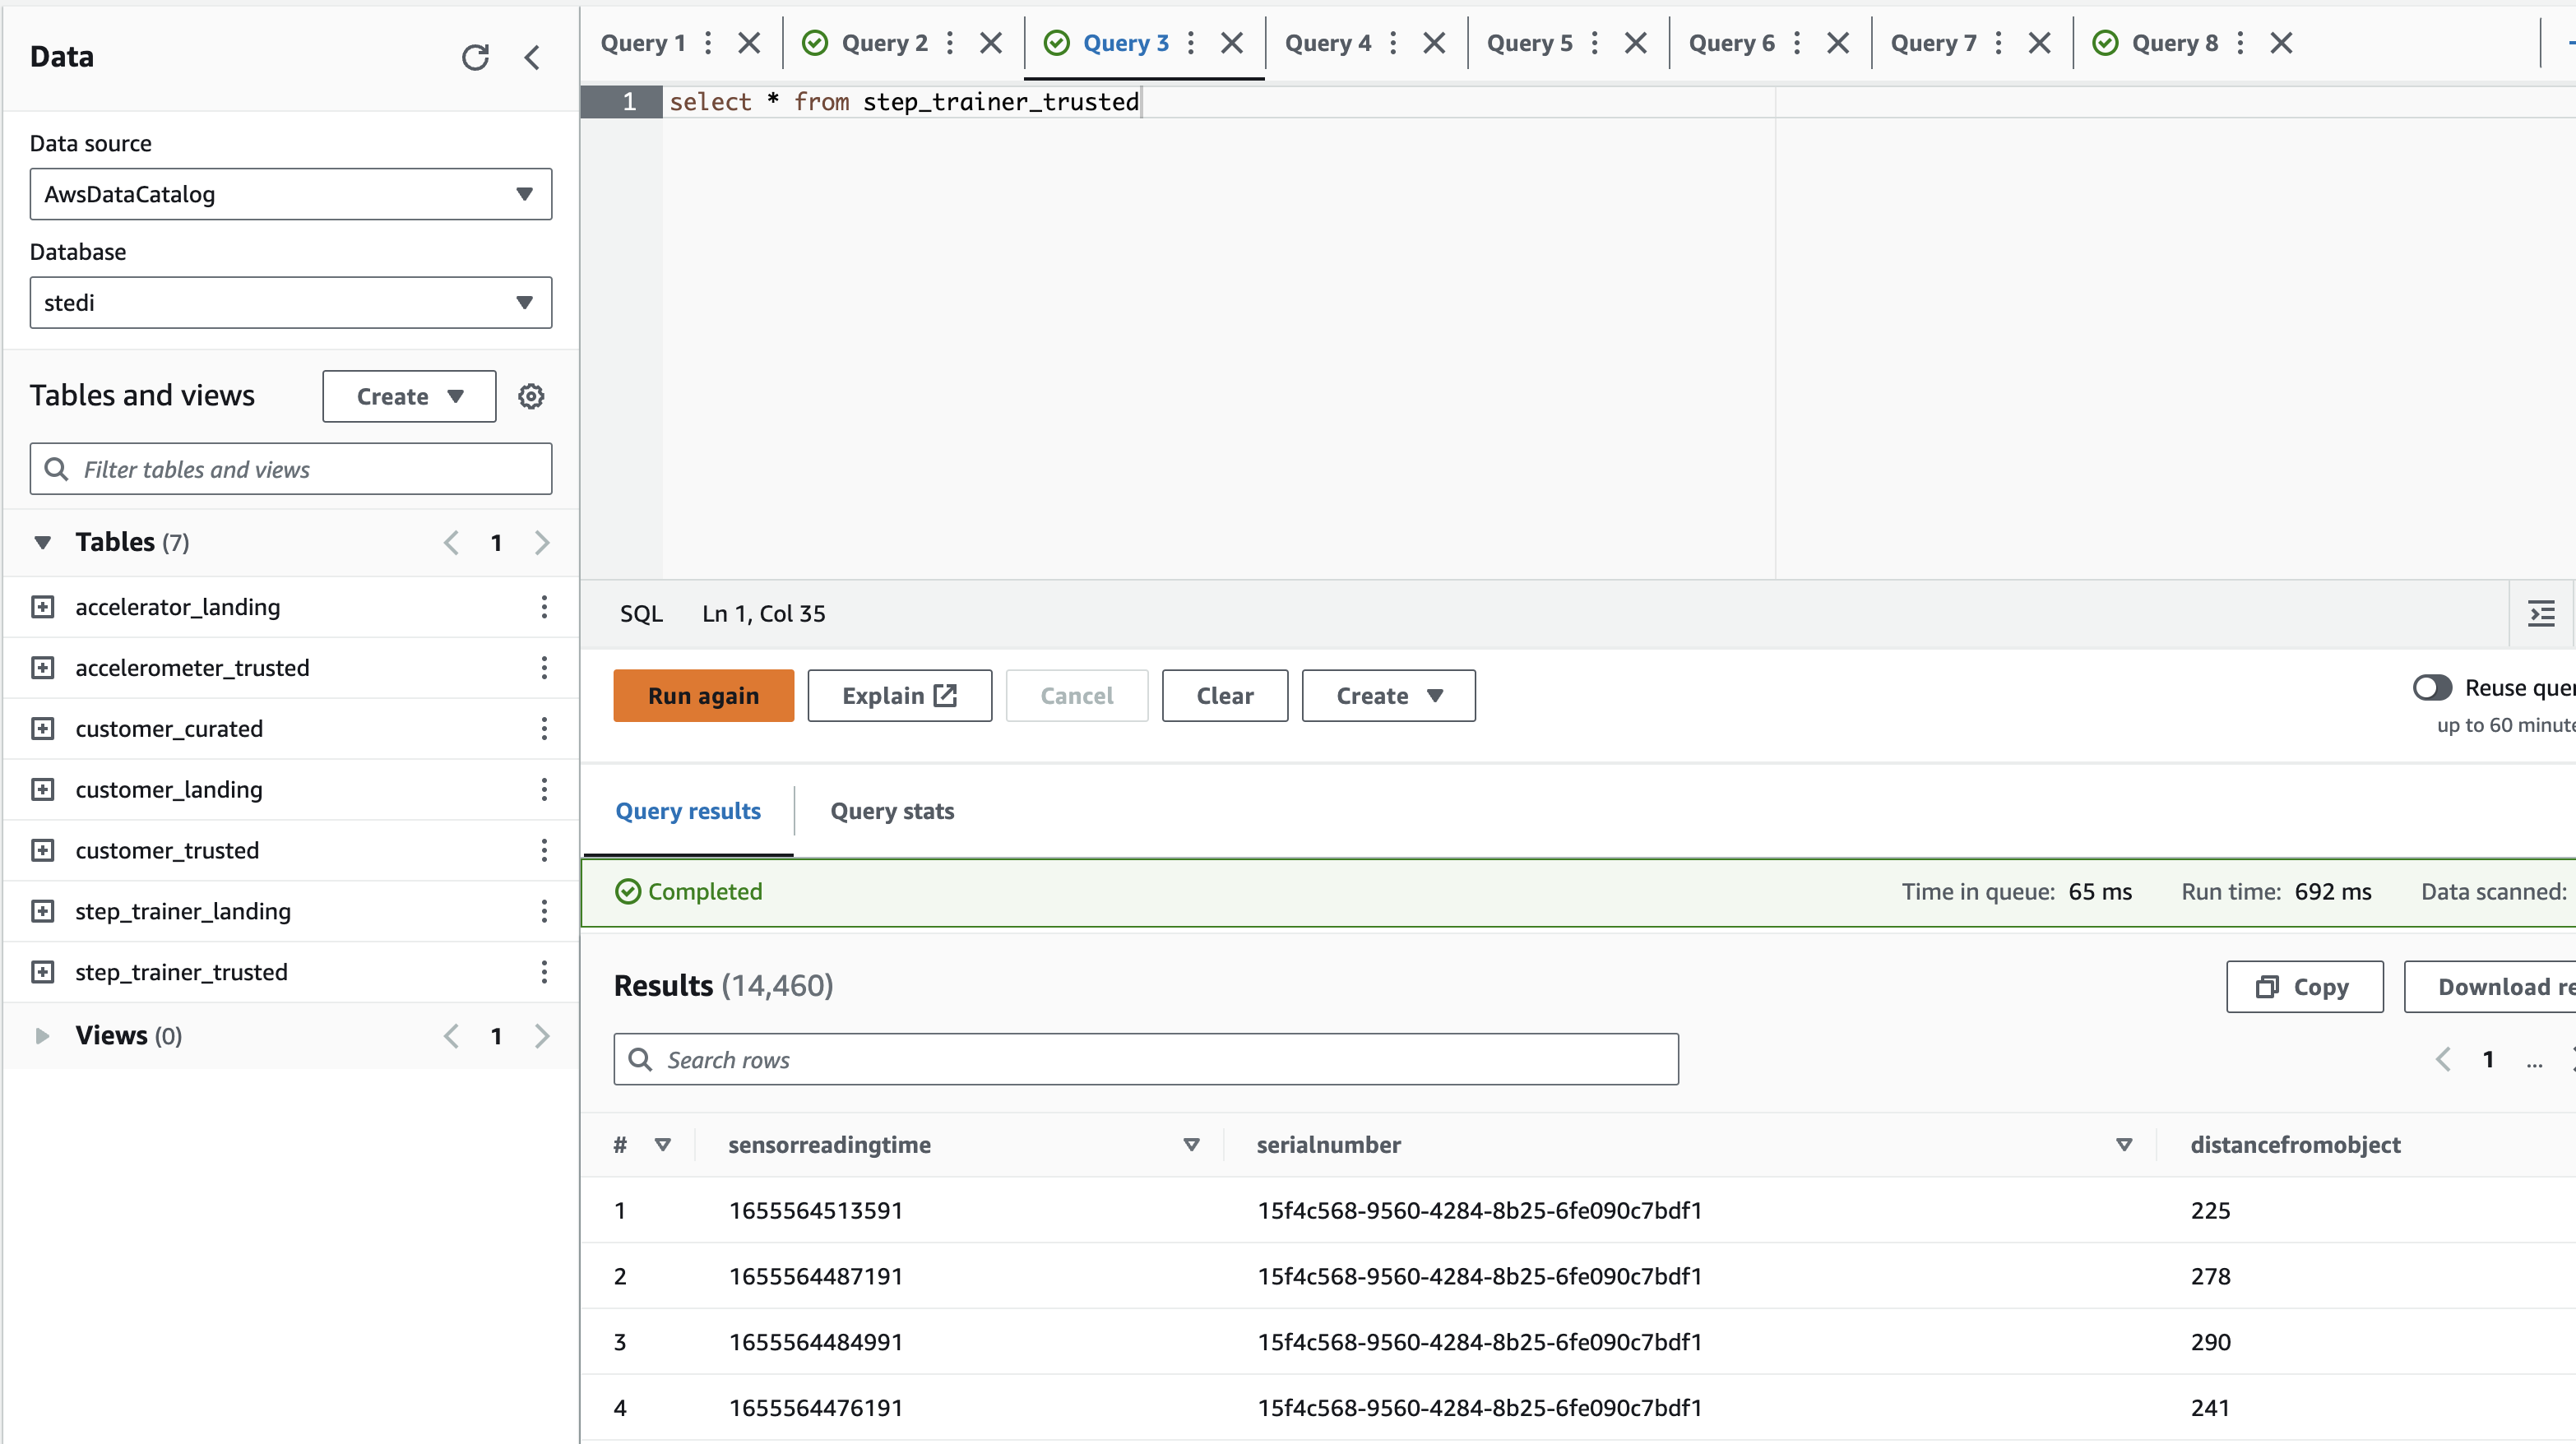 Data
Data source
AwsDataCatalog
Database
stedi
Tables and views
Create
Filter tables and views
Tables (7)
1
accelerator_landing
accelerometer_trusted
customer_curated
customer_landing
customer_trusted
step_trainer_landing
step_trainer_trusted
Views (0)
1
Query 1 Query 2 Query 3 Query 4 Query 5 Query 6 Query 7 Query 8
1 select * from step_trainer_trusted
SQL Ln 1, Col 35
Run again Explain Cancel Clear Create
Reuse quer
up to 60 minute
Query results Query stats
Completed Time in queue: 65 ms Run time: 692 ms Data scanned:
Results (14,460) Copy Download re
Search rows 1 ...
# sensorreadingtime serialnumber distancefromobject
1 1655564513591 15f4c568-9560-4284-8b25-6fe090c7bdf1 225
2 1655564487191 15f4c568-9560-4284-8b25-6fe090c7bdf1 278
3 1655564484991 15f4c568-9560-4284-8b25-6fe090c7bdf1 290
4 1655564476191 15f4c568-9560-4284-8b25-6fe090c7bdf1 241